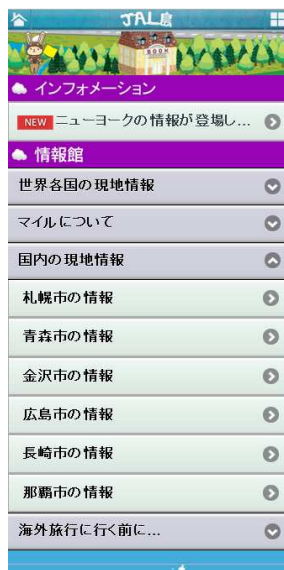 JAL島
BOOK
インフォメーション
NEW ニューヨークの情報が登場し...
情報館
世界各国の現地情報
マイルについて
国内の現地情報
札幌市の情報
青森市の情報
金沢市の情報
広島市の情報
長崎市の情報
那覇市の情報
海外旅行に行く前に...